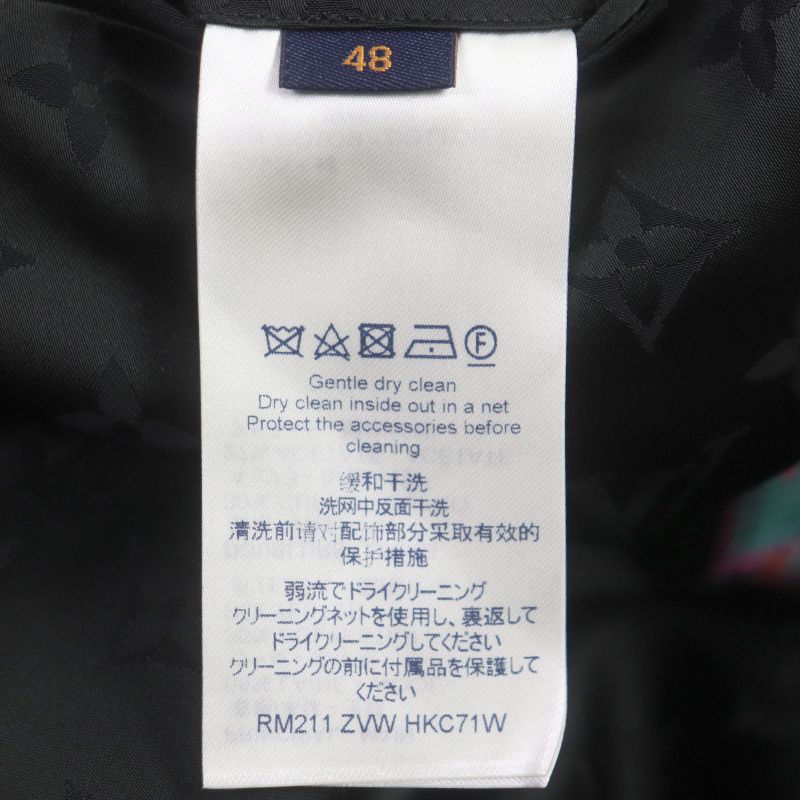 48
F
Gentle dry clean
Dry clean inside out in a net
Protect the accessories before
cleaning
缓和干洗
洗网中反面干洗
清洗前请对配饰部分采取有效的
保护措施
弱流でドライクリーニング
クリーニングネットを使用し、裏返して
ドライクリーニングしてください
クリーニングの前に付属品を保護して
ください
RM211 ZVW HKC71W